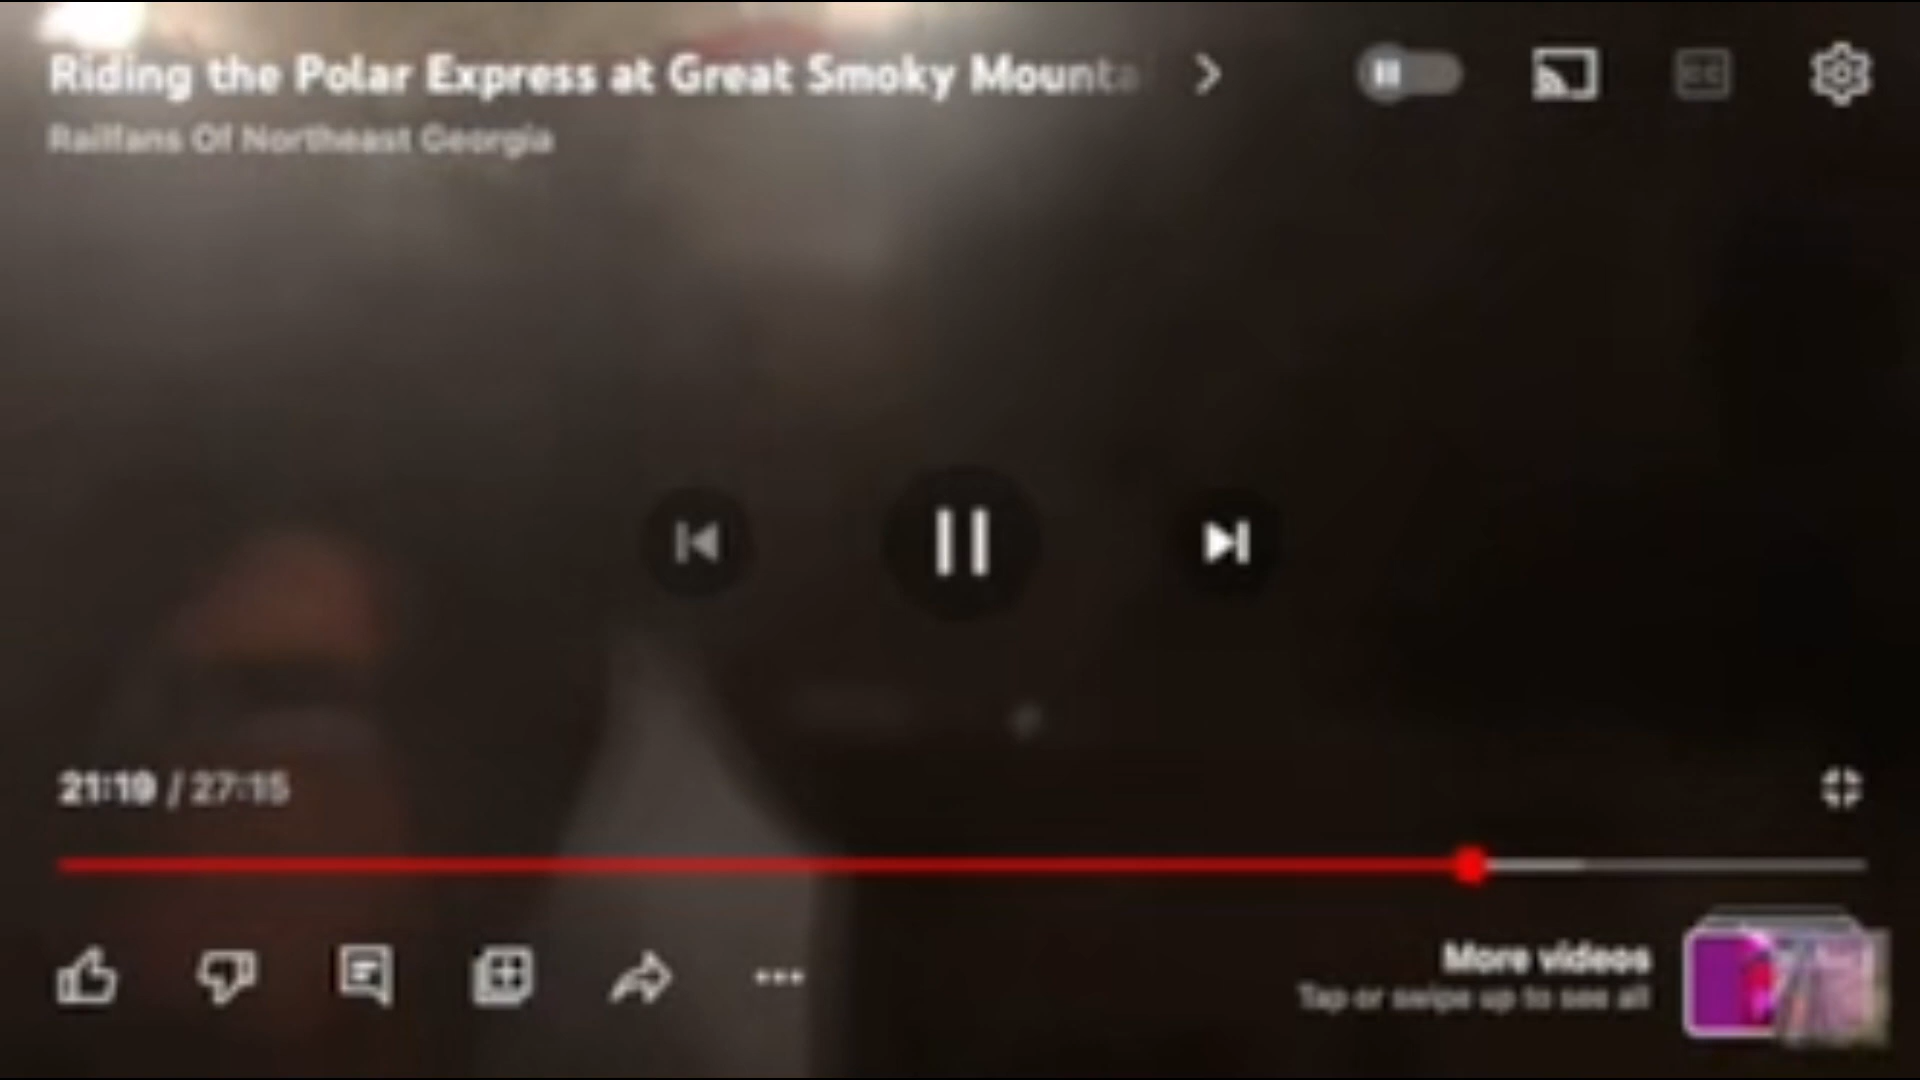 Riding the Polar Express at Great Smoky Mounta
Railfans Of Northeast Georgia
CC
21:19 / 27:15
More videos
Tap or swipe up to see all